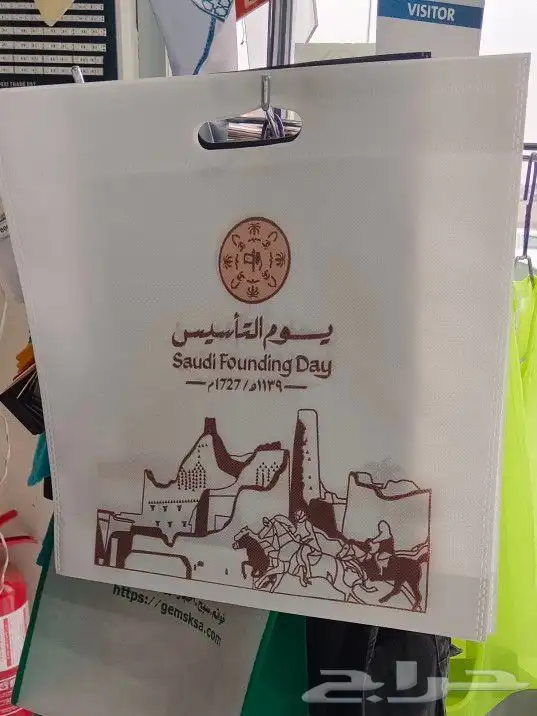 VISITOR
يوم التأسيس
Saudi Founding Day
١١٣٩هـ/ 1727م
https://gemsksa.com
حراج